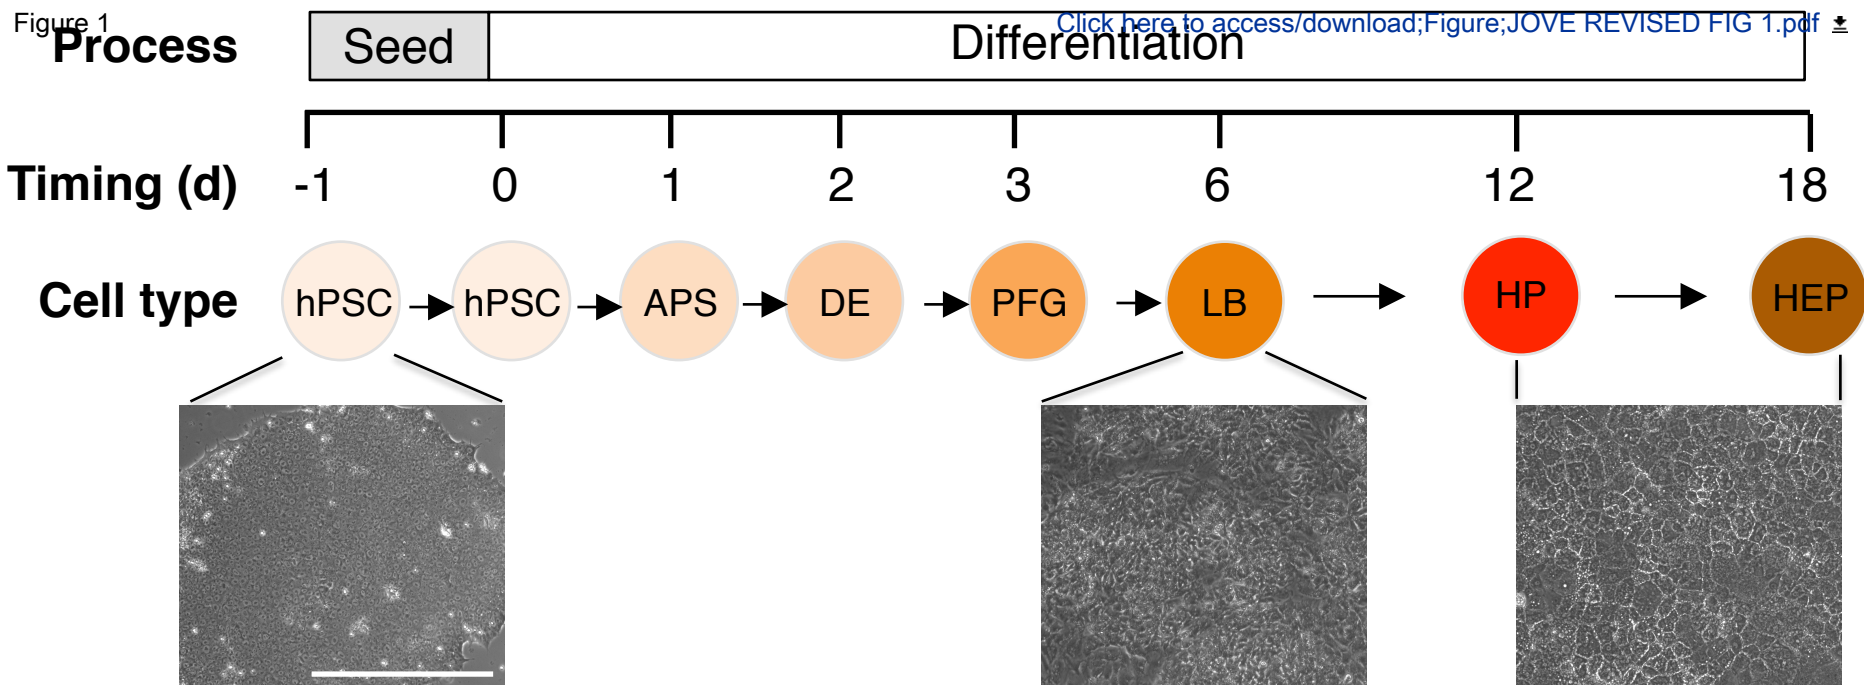 Figure 1
Click here to access/download;Figure;JOVE REVISED FIG 1.pdf
Process Seed Differentiation
Timing (d) -1 0 1 2 3 6 12 18
Cell type hPSC hPSC APS DE PFG LB HP HEP